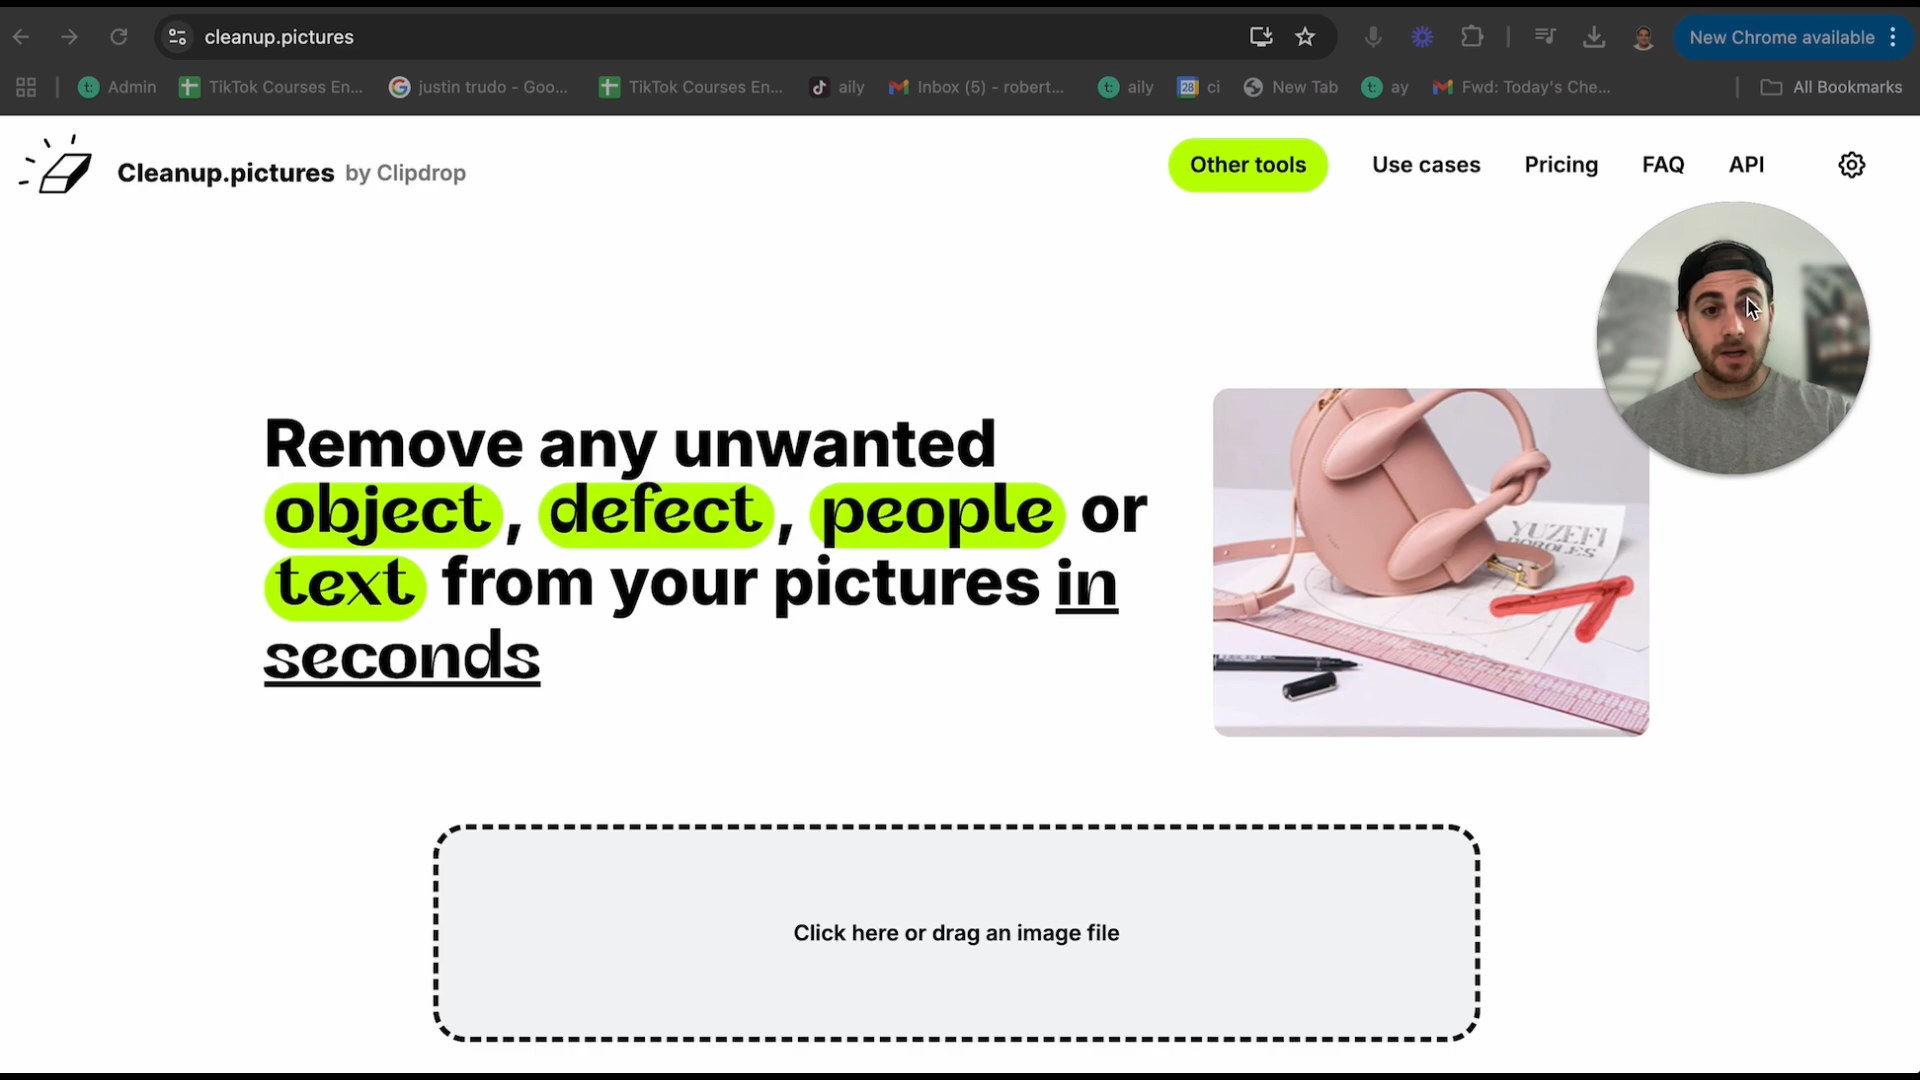 cleanup.pictures
New Chrome available
Admin
TikTok Courses En...
justin trudo - Goo...
TikTok Courses En...
aily
Inbox (5) - robert...
aily
28
ci
New Tab
ay
Fwd: Today's Che...
All Bookmarks
Cleanup.pictures by Clipdrop
Other tools
Use cases
Pricing
FAQ
API
Remove any unwanted
object, defect, people or
text from your pictures in
seconds
YUZEFI
Click here or drag an image file